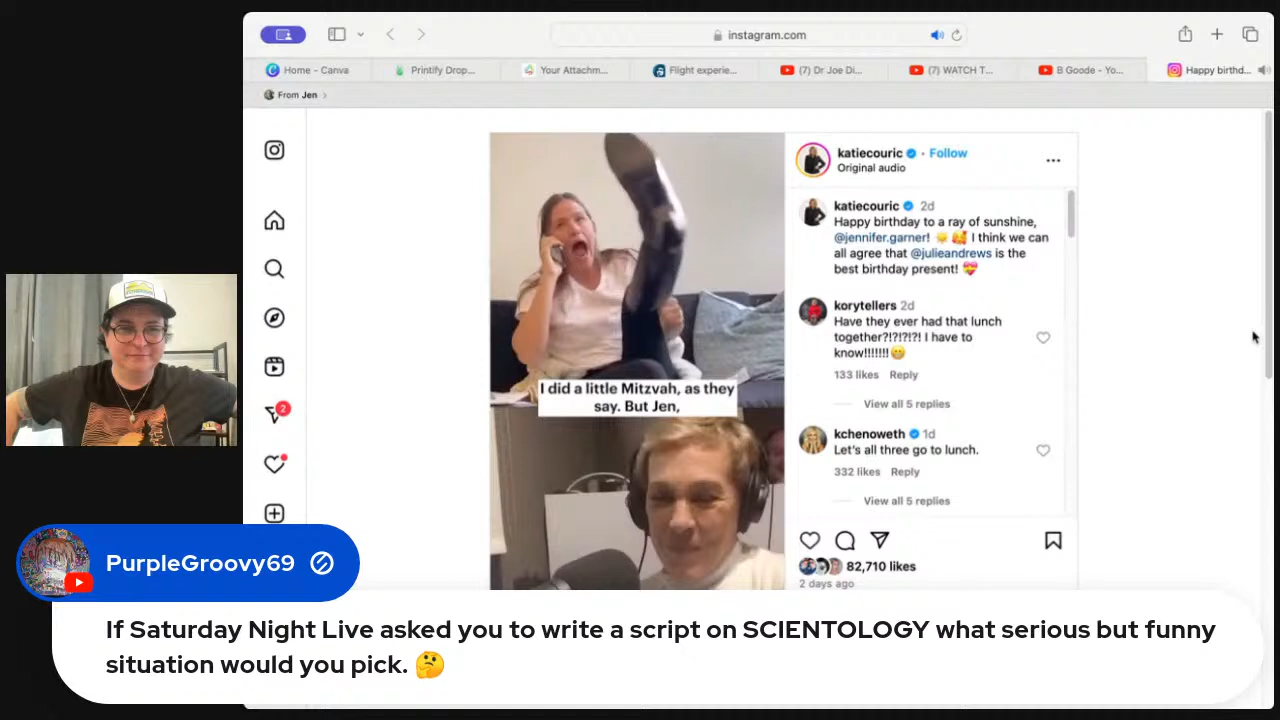 instagram.com
Home – Canva
Printify Drop...
Your Attachm...
Flight experie...
(7) Dr Joe Di...
(7) WATCH T...
B Goode - Yo...
Happy birthd...
From Jen
katiecouric • Follow
Original audio
katiecouric 2d
Happy birthday to a ray of sunshine,
@jennifer.garner! ☀️ 🥰 I think we can
all agree that @julieandrews is the
best birthday present! 💝
korytellers 2d
Have they ever had that lunch
together?!?!?!?! I have to
know!!!!!!!😁
133 likes Reply
View all 5 replies
kchenoweth 1d
Let's all three go to lunch.
332 likes Reply
View all 5 replies
82,710 likes
2 days ago
I did a little Mitzvah, as they
say. But Jen,
2
PurpleGroovy69
If Saturday Night Live asked you to write a script on SCIENTOLOGY what serious but funny
situation would you pick. 🤔